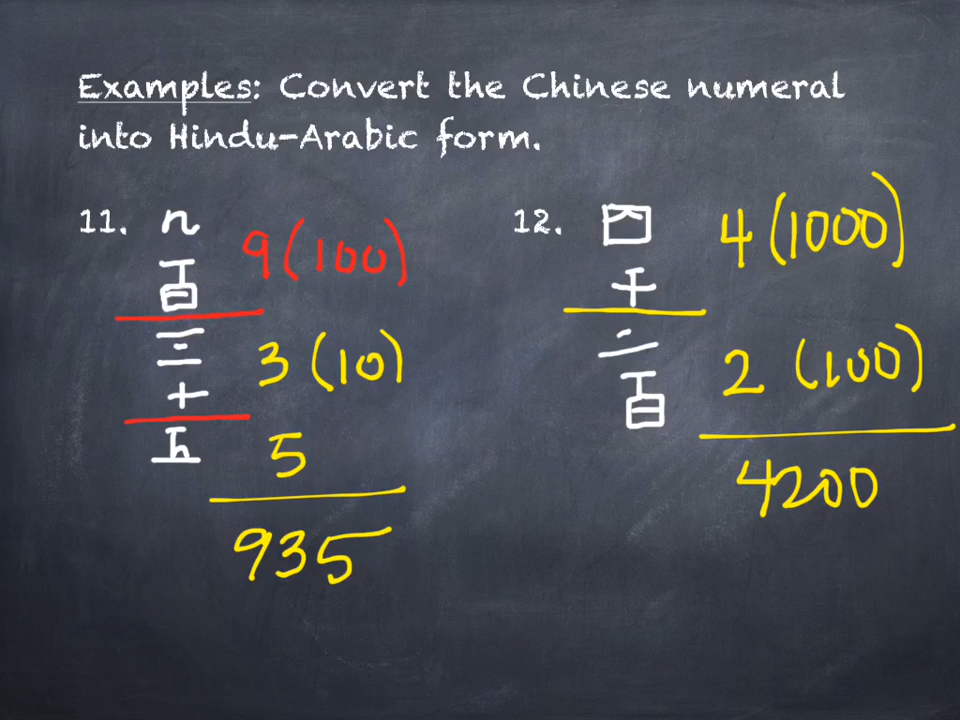 Examples: Convert the Chinese numeral
into Hindu-Arabic form.
11.
九
百
9 (100)
三
十
3 (10)
五
5
935
12.
四
千
4 (1000)
二
百
2 (100)
4200